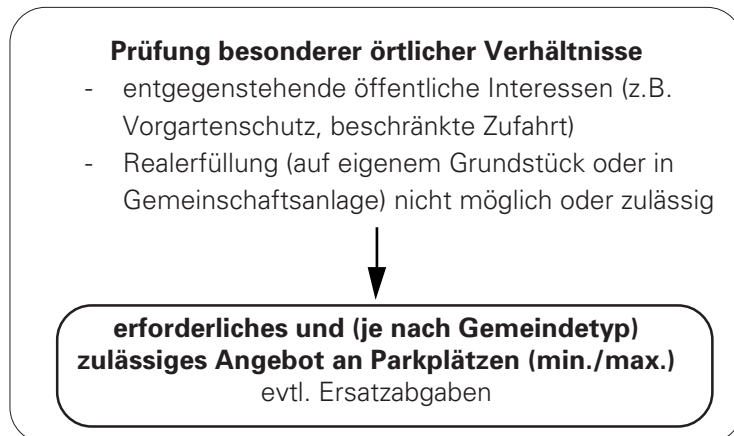 Prüfung besonderer örtlicher Verhältnisse
- entgegenstehende öffentliche Interessen (z.B.
Vorgartenschutz, beschränkte Zufahrt)
- Realerfüllung (auf eigenem Grundstück oder in
Gemeinschaftsanlage) nicht möglich oder zulässig
erforderliches und (je nach Gemeindetyp)
zulässiges Angebot an Parkplätzen (min./max.)
evtl. Ersatzabgaben